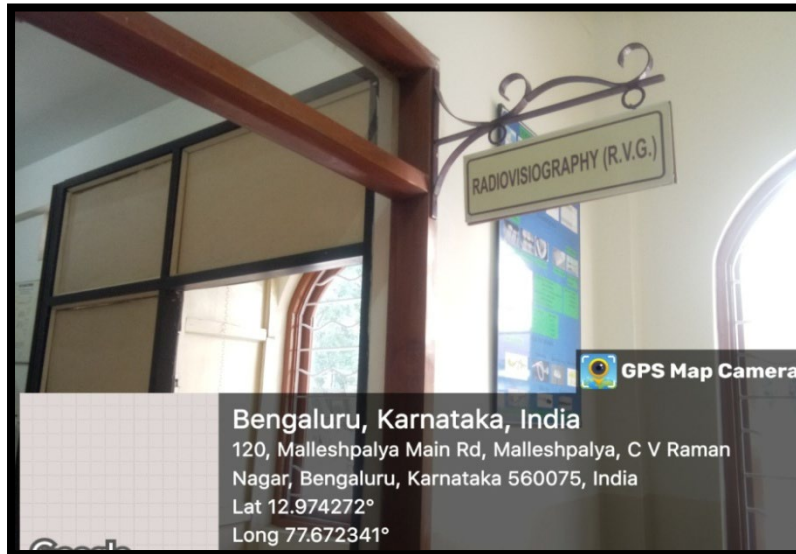 RADIOVISIOGRAPHY (R.V.G.)
GPS Map Camera
Bengaluru, Karnataka, India
120, Malleshpalya Main Rd, Malleshpalya, C V Raman
Nagar, Bengaluru, Karnataka 560075, India
Lat 12.974272°
Long 77.672341°
Google